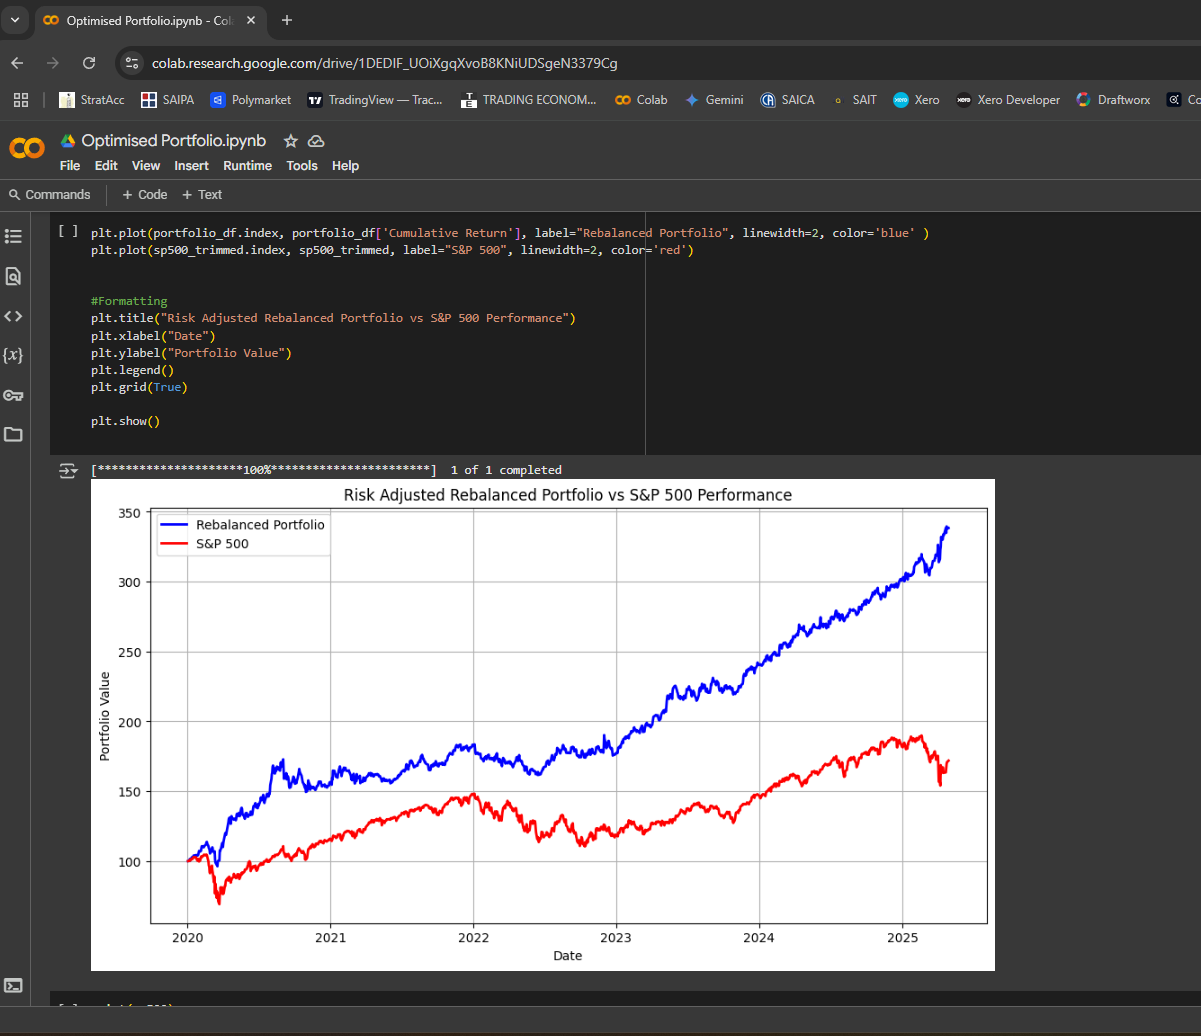 Optimised Portfolio.ipynb - Col
colab.research.google.com/drive/1DEDIF_UOiXgqXvoB8KNiUDSgeN3379Cg
StratAcc SAIPA Polymarket TradingView — Trac... TRADING ECONOM... Colab Gemini SAICA SAIT Xero Xero Developer Draftworx Co
Optimised Portfolio.ipynb
File Edit View Insert Runtime Tools Help
Commands + Code + Text
[ ] plt.plot(portfolio_df.index, portfolio_df['Cumulative Return'], label="Rebalanced Portfolio", linewidth=2, color='blue' )
plt.plot(sp500_trimmed.index, sp500_trimmed, label="S&P 500", linewidth=2, color='red')
#Formatting
plt.title("Risk Adjusted Rebalanced Portfolio vs S&P 500 Performance")
plt.xlabel("Date")
plt.ylabel("Portfolio Value")
plt.legend()
plt.grid(True)
plt.show()
[*********************100%***********************] 1 of 1 completed
Risk Adjusted Rebalanced Portfolio vs S&P 500 Performance
Rebalanced Portfolio
S&P 500
350
300
250
200
150
100
Portfolio Value
2020 2021 2022 2023 2024 2025
Date